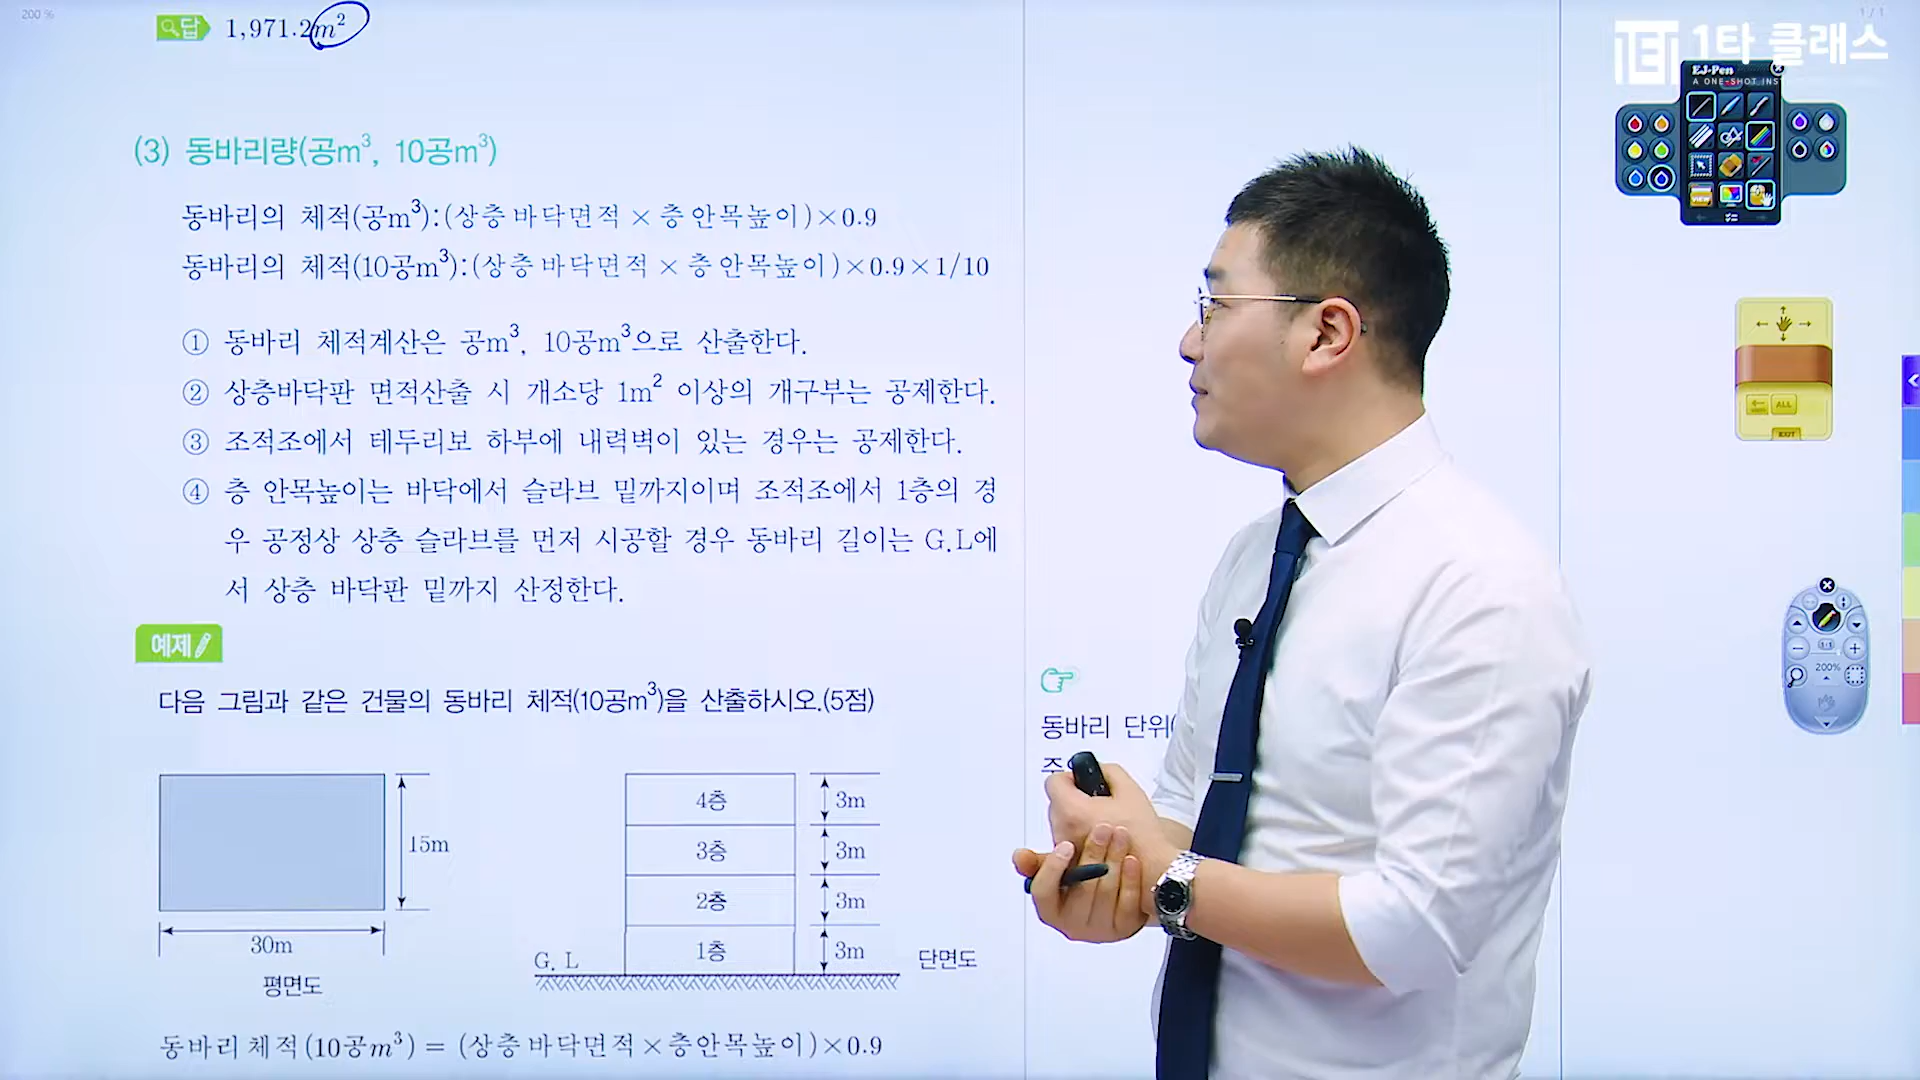 200 %
1 / 1
답 1,971.2m²
1타 클래스
EJ-Pen
A ONE-SHOT INS
(3) 동바리량(공m³, 10공m³)
동바리의 체적(공m³):(상층바닥면적×층안목높이)×0.9
동바리의 체적(10공m³):(상층바닥면적×층안목높이)×0.9×1/10
① 동바리 체적계산은 공m³, 10공m³으로 산출한다.
② 상층바닥판 면적산출 시 개소당 1m² 이상의 개구부는 공제한다.
③ 조적조에서 테두리보 하부에 내력벽이 있는 경우는 공제한다.
④ 층 안목높이는 바닥에서 슬라브 밑까지이며 조적조에서 1층의 경
우 공정상 상층 슬라브를 먼저 시공할 경우 동바리 길이는 G.L에
서 상층 바닥판 밑까지 산정한다.
ALL
EXIT
예제
다음 그림과 같은 건물의 동바리 체적(10공m³)을 산출하시오.(5점)
동바리 단위(
200%
15m
30m
평면도
4층 3m
3층 3m
2층 3m
1층 3m
G. L
단면도
동바리체적(10공m³) = (상층바닥면적×층안목높이)×0.9